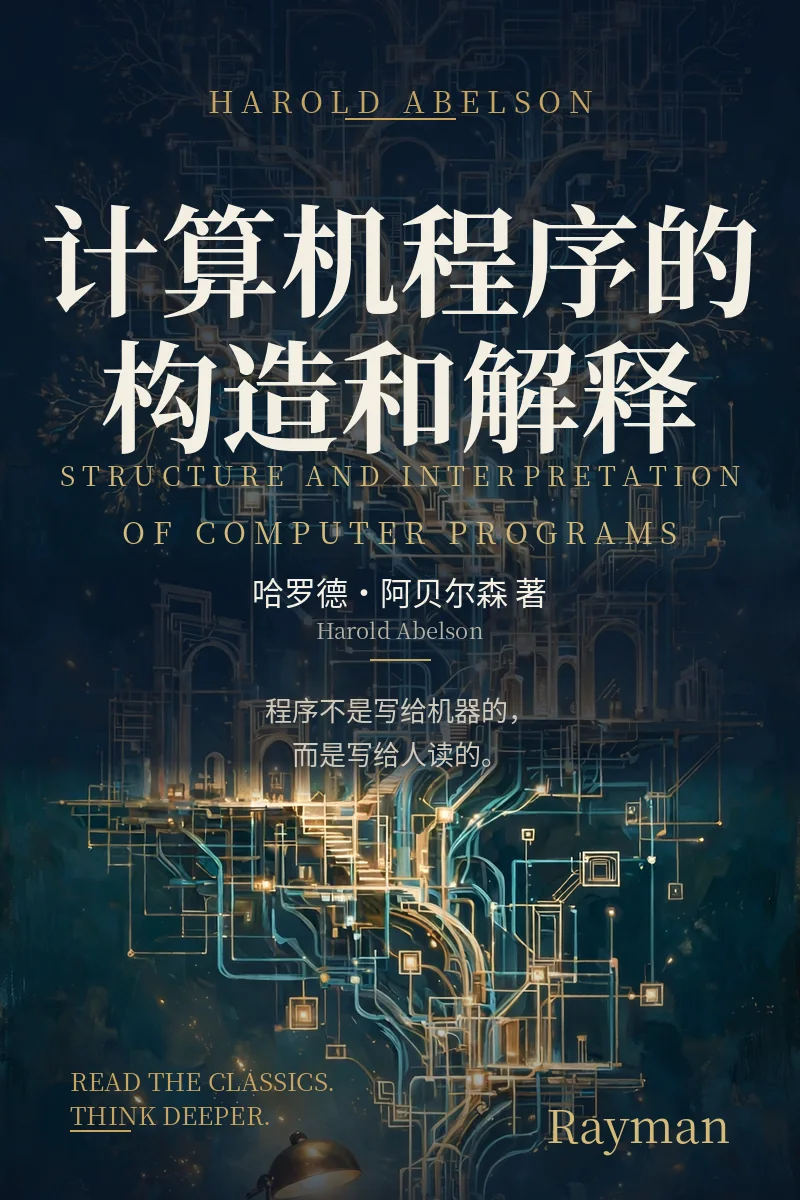 HAROLD ABELSON
计算机程序的
构造和解释
STRUCTURE AND INTERPRETATION
OF COMPUTER PROGRAMS
哈罗德·阿贝尔森 著
Harold Abelson
程序不是写给机器的，
而是写给人读的。
READ THE CLASSICS.
THINK DEEPER.
Rayman